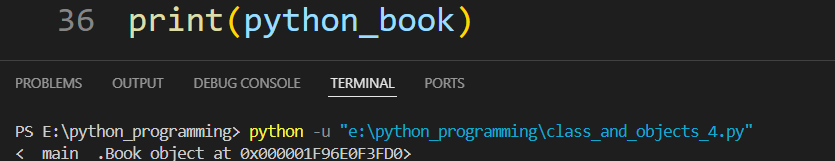 36 print(python_book)
PROBLEMS OUTPUT DEBUG CONSOLE TERMINAL PORTS
PS E:\python_programming> python -u "e:\python_programming\class_and_objects_4.py"
<__main__.Book object at 0x000001F96E0F3FD0>